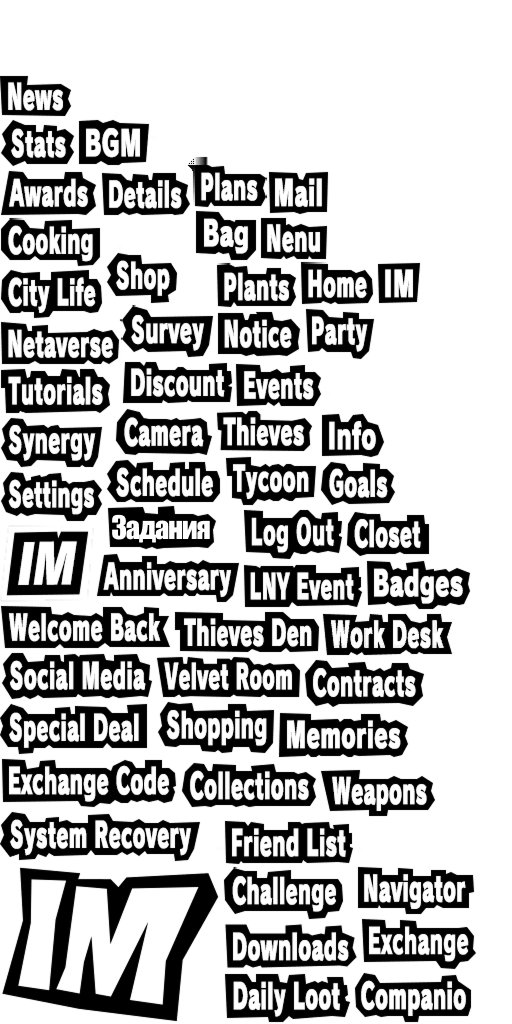 News
Stats BGM
Awards Details Plans Mail
Cooking Bag Nenu
City Life Shop Plants Home IM
Netaverse Survey Notice Party
Tutorials Discount Events
Synergy Camera Thieves Info
Settings Schedule Tycoon Goals
Задания Log Out Closet
IM Anniversary LNY Event Badges
Welcome Back Thieves Den Work Desk
Social Media Velvet Room Contracts
Special Deal Shopping Memories
Exchange Code Collections Weapons
System Recovery Friend List
IM Challenge Navigator
Downloads Exchange
Daily Loot Companio